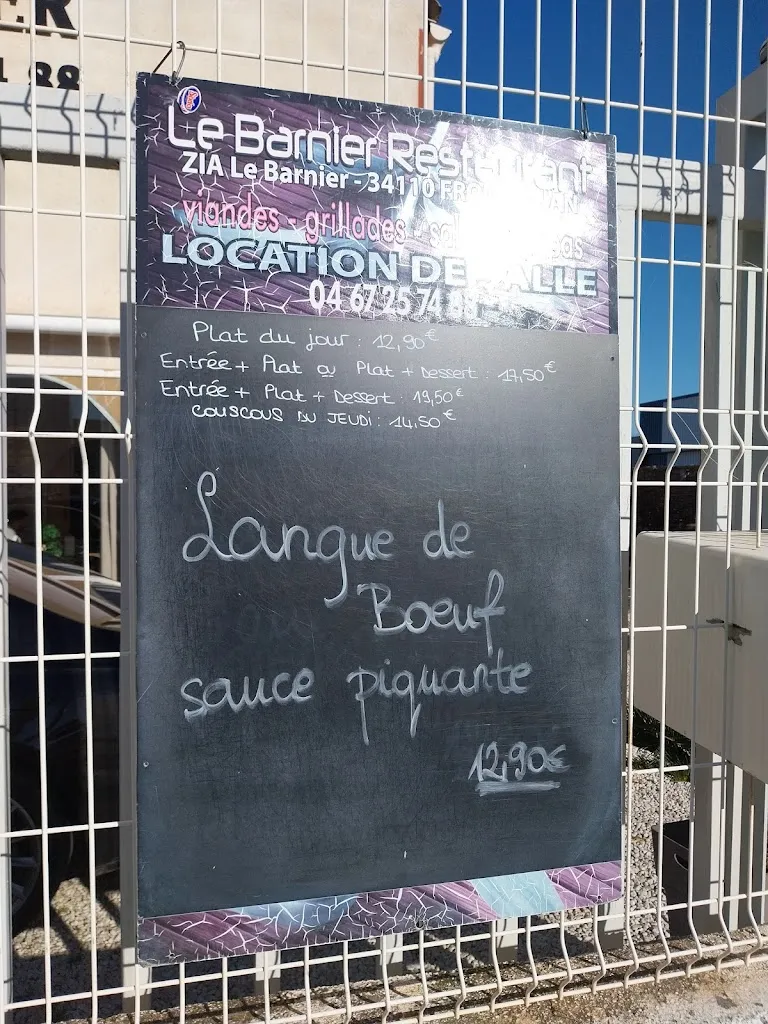 ER
88
Le Barnier Restaurant
ZIA Le Barnier - 34110
viandes - grillades -
LOCATION DE SALLE
04 67 25 74
Plat du jour : 12,90€
Entrée + Plat ou Plat + Dessert : 17,50€
Entrée + Plat + Dessert : 19,50€
COUSCOUS DU JEUDI : 14,50€
Langue de
Boeuf
sauce piquante
12,90€